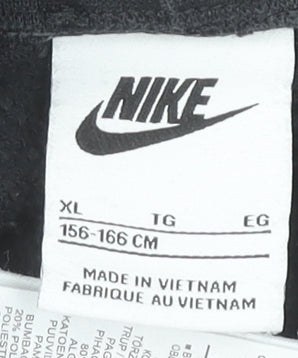 NIKE
XL TG EG
156-166 CM
MADE IN VIETNAM
FABRIQUE AU VIETNAM